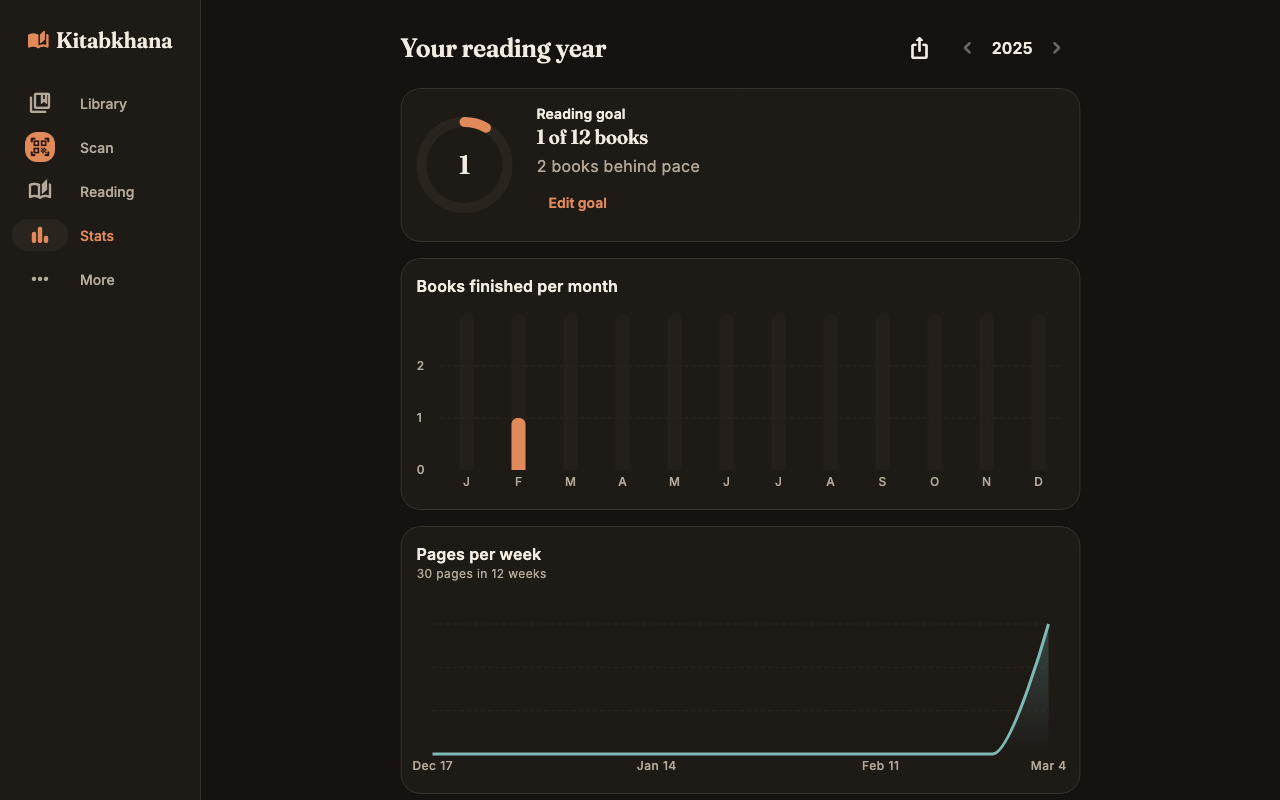 Kitabkhana
Library
Scan
Reading
Stats
More
Your reading year
2025
1
Reading goal
1 of 12 books
2 books behind pace
Edit goal
Books finished per month
2
1
0
J F M A M J J A S O N D
Pages per week
30 pages in 12 weeks
Dec 17 Jan 14 Feb 11 Mar 4